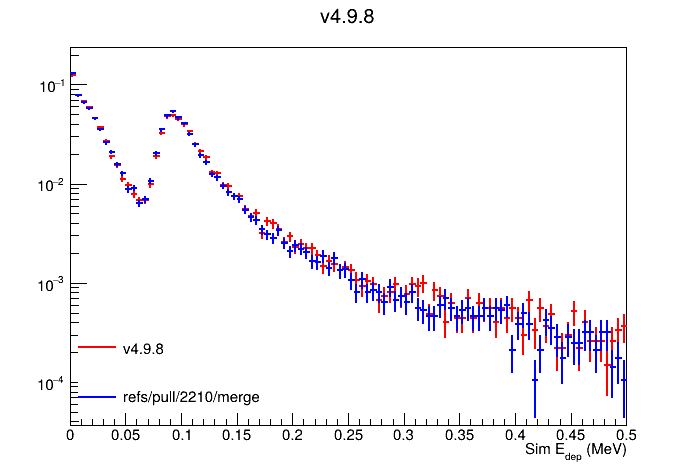 v4.9.8
10⁻¹
10⁻²
10⁻³
10⁻⁴
v4.9.8
refs/pull/2210/merge
0 0.05 0.1 0.15 0.2 0.25 0.3 0.35 0.4 0.45 0.5
Sim E_dep (MeV)